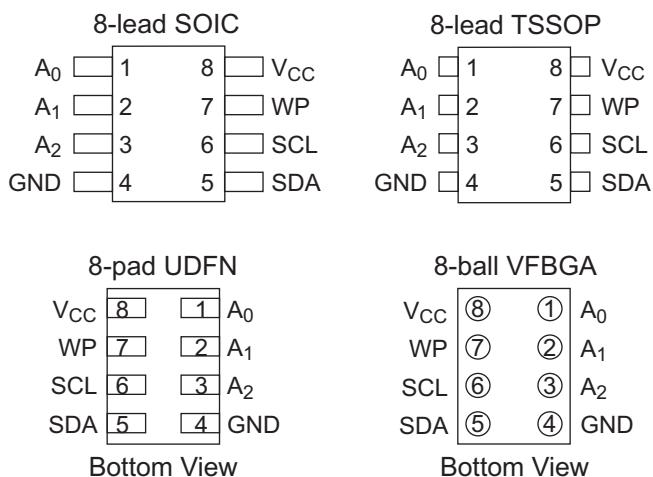 8-lead SOIC
A₀ 1 8 V_CC
A₁ 2 7 WP
A₂ 3 6 SCL
GND 4 5 SDA
8-lead TSSOP
A₀ 1 8 V_CC
A₁ 2 7 WP
A₂ 3 6 SCL
GND 4 5 SDA
8-pad UDFN
V_CC 8 1 A₀
WP 7 2 A₁
SCL 6 3 A₂
SDA 5 4 GND
Bottom View
8-ball VFBGA
V_CC 8 1 A₀
WP 7 2 A₁
SCL 6 3 A₂
SDA 5 4 GND
Bottom View